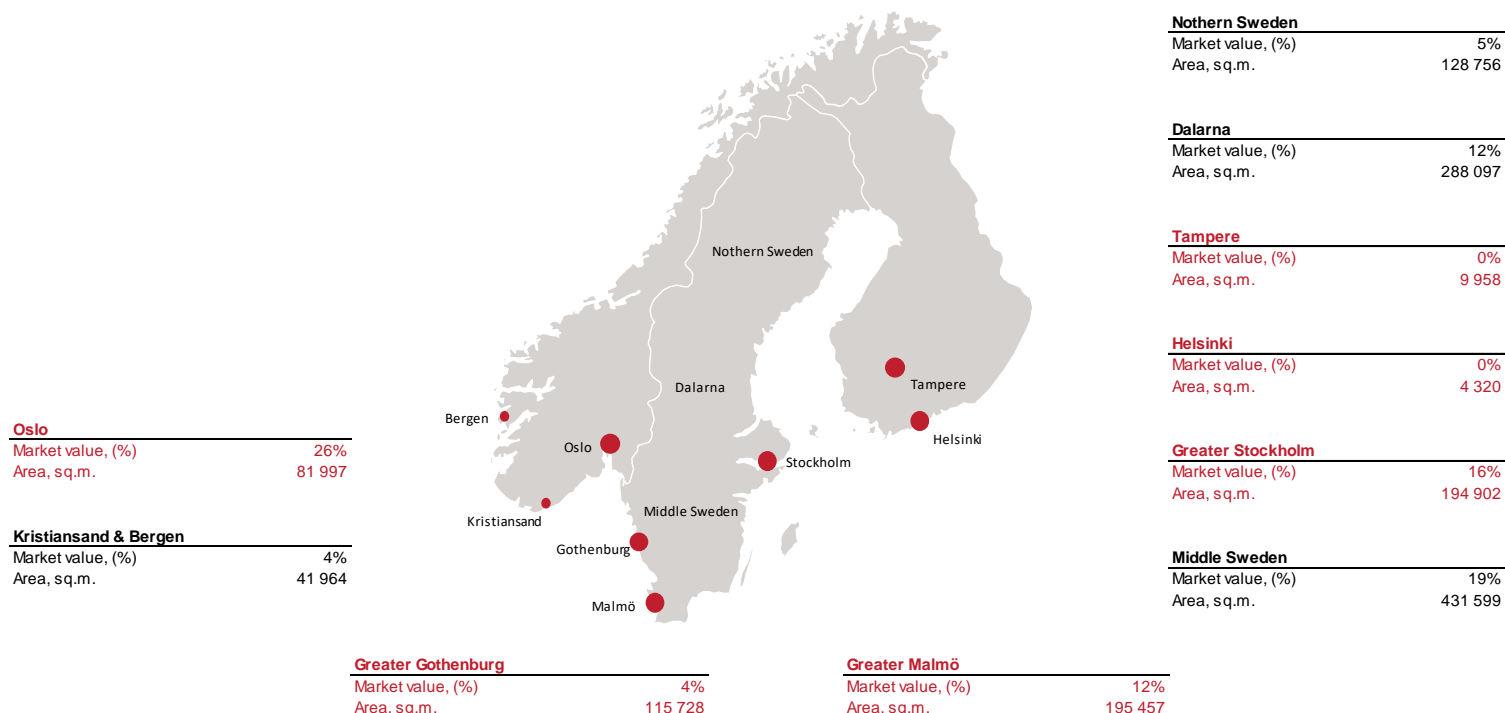 Nothern Sweden
Market value, (%) 5%
Area, sq.m. 128 756
Dalarna
Market value, (%) 12%
Area, sq.m. 288 097
Tampere
Market value, (%) 0%
Area, sq.m. 9 958
Helsinki
Market value, (%) 0%
Area, sq.m. 4 320
Greater Stockholm
Market value, (%) 16%
Area, sq.m. 194 902
Middle Sweden
Market value, (%) 19%
Area, sq.m. 431 599
Nothern Sweden
Dalarna
Tampere
Bergen
Oslo
Helsinki
Stockholm
Kristiansand
Middle Sweden
Gothenburg
Malmö
Oslo
Market value, (%) 26%
Area, sq.m. 81 997
Kristiansand & Bergen
Market value, (%) 4%
Area, sq.m. 41 964
Greater Gothenburg
Market value, (%) 4%
Area, sq.m. 115 728
Greater Malmö
Market value, (%) 12%
Area, sq.m. 195 457